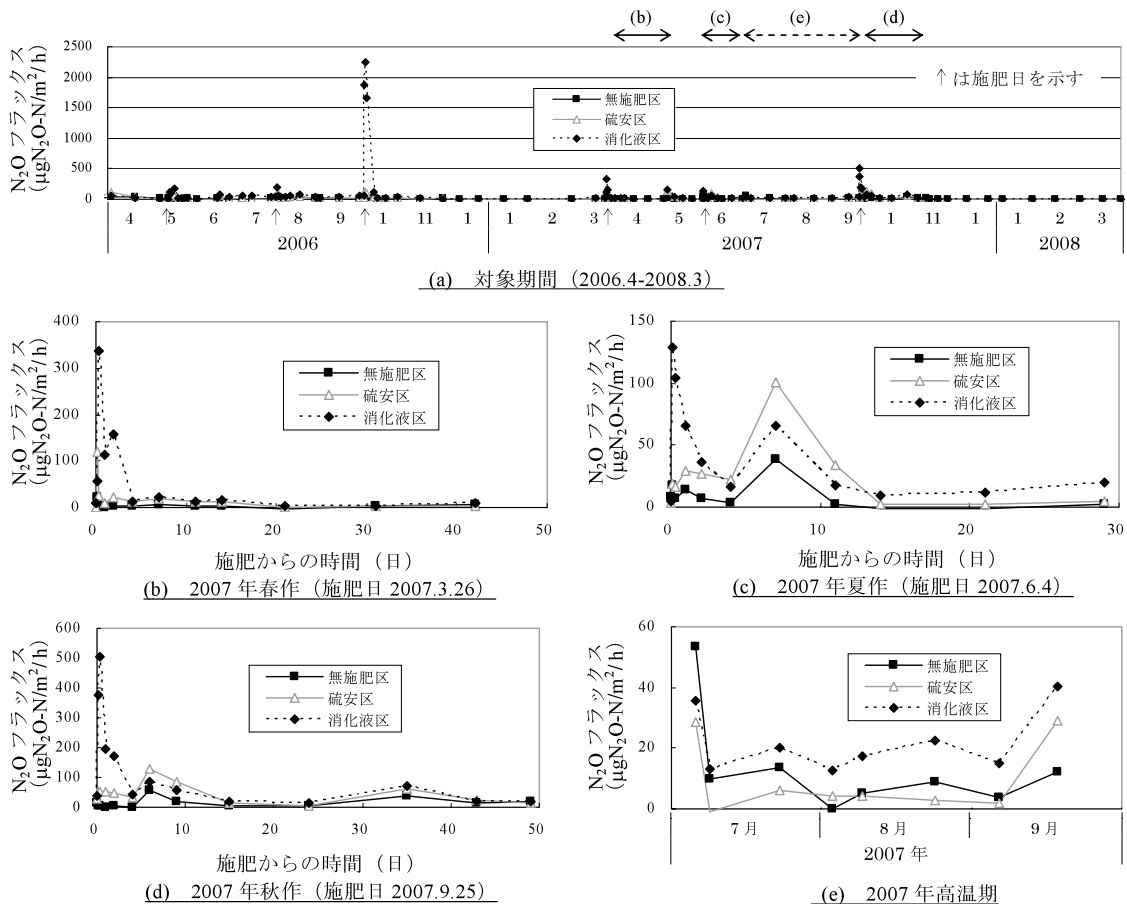 (b)
(c)
(e)
(d)
N₂O フラックス
(μgN₂O-N/m²/h)
2500
2000
1500
1000
500
0
↑は施肥日を示す
無施肥区
硫安区
消化液区
4 5 6 7 8 9 1 11 1 1 2 3 4 5 6 7 8 9 1 11 1 1 2 3
2006 2007 2008
(a) 対象期間（2006.4-2008.3）
N₂O フラックス
(μgN₂O-N/m²/h)
400
300
200
100
0
無施肥区
硫安区
消化液区
0 10 20 30 40 50
施肥からの時間（日）
(b) 2007 年春作（施肥日 2007.3.26）
N₂O フラックス
(μgN₂O-N/m²/h)
150
100
50
0
無施肥区
硫安区
消化液区
0 10 20 30
施肥からの時間（日）
(c) 2007 年夏作（施肥日 2007.6.4）
N₂O フラックス
(μgN₂O-N/m²/h)
600
500
400
300
200
100
0
無施肥区
硫安区
消化液区
0 10 20 30 40 50
施肥からの時間（日）
(d) 2007 年秋作（施肥日 2007.9.25）
N₂O フラックス
(μgN₂O-N/m²/h)
60
40
20
0
無施肥区
硫安区
消化液区
7 月 8 月 9 月
2007 年
(e) 2007 年高温期